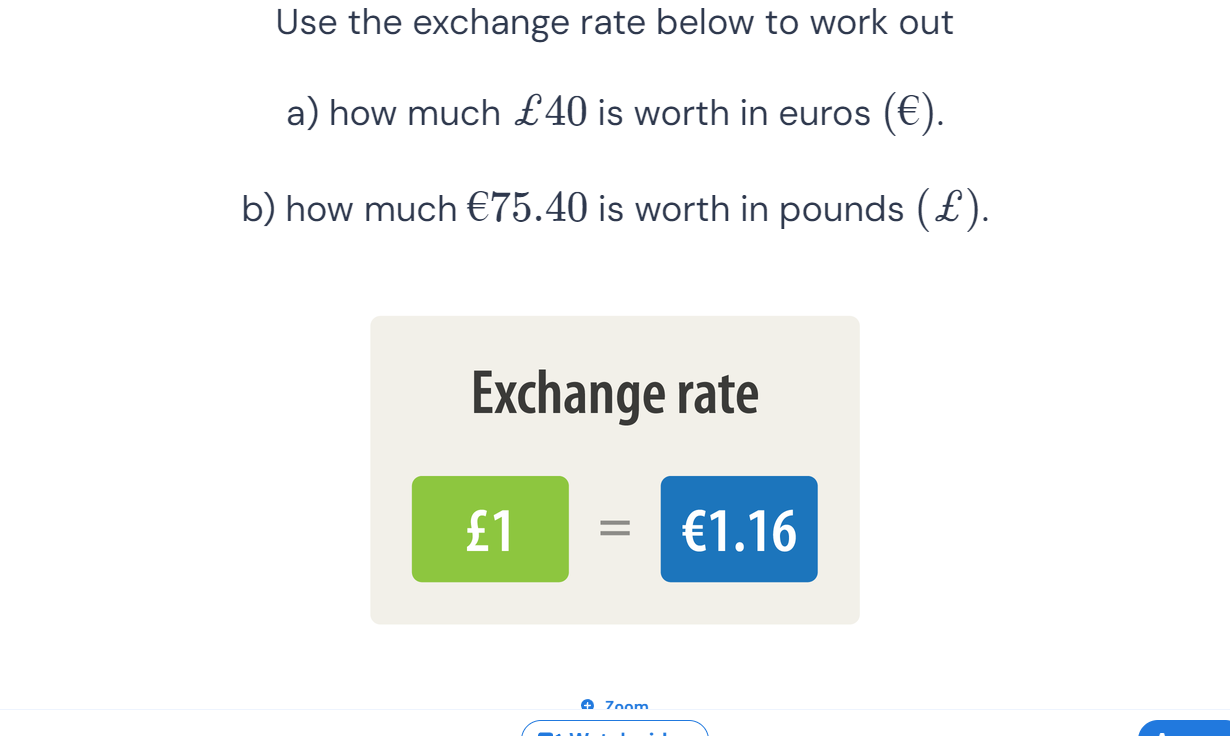 Use the exchange rate below to work out
a) how much £40 is worth in euros (€).
b) how much €75.40 is worth in pounds (£).
Exchange rate
£1 = €1.16
Zoom